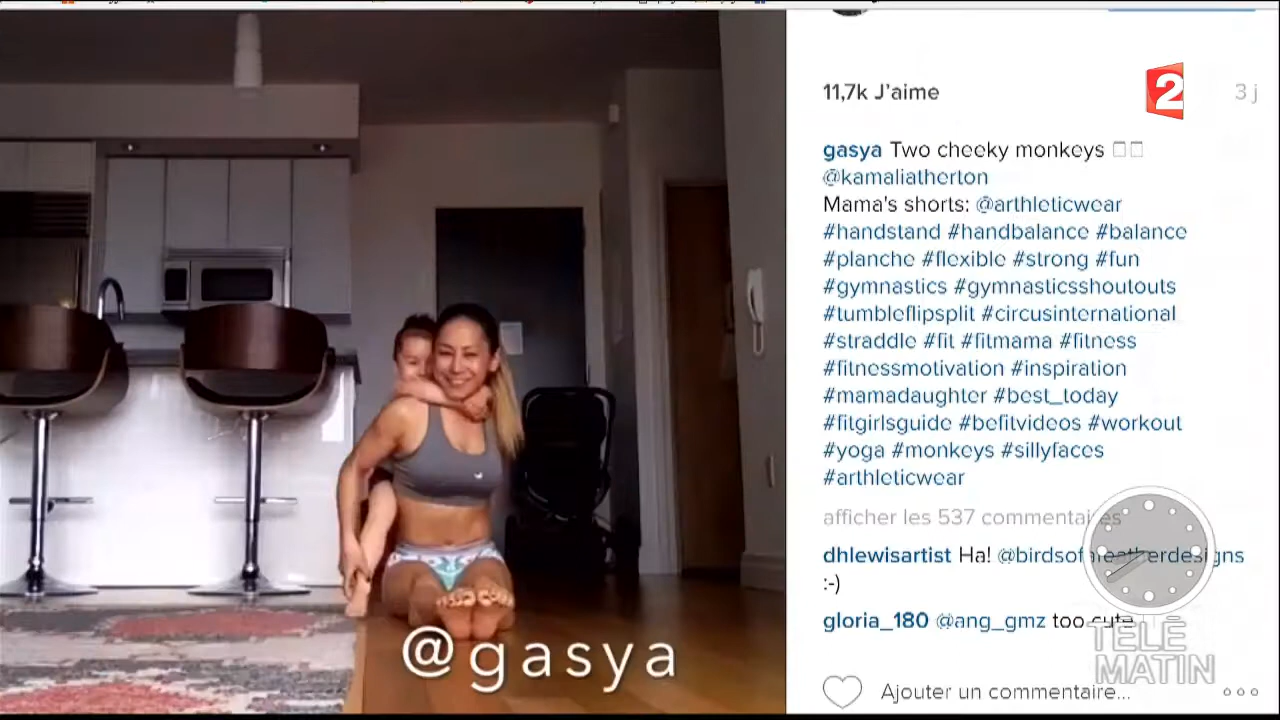 11,7k J'aime
2
3 j
gasya Two cheeky monkeys
@kamaliatherton
Mama's shorts: @arthleticwear
#handstand #handbalance #balance
#planche #flexible #strong #fun
#gymnastics #gymnasticsshoutouts
#tumbleflipsplit #circusinternational
#straddle #fit #fitmama #fitness
#fitnessmotivation #inspiration
#mamadaughter #best_today
#fitgirlsguide #befitvideos #workout
#yoga #monkeys #sillyfaces
#arthleticwear
afficher les 537 commentaires
dhlewisartist Ha! @birdsofafeatherdesigns
:-)
gloria_180 @ang_gmz too cute
Ajouter un commentaire...
@gasya
TÉLÉ
MATIN